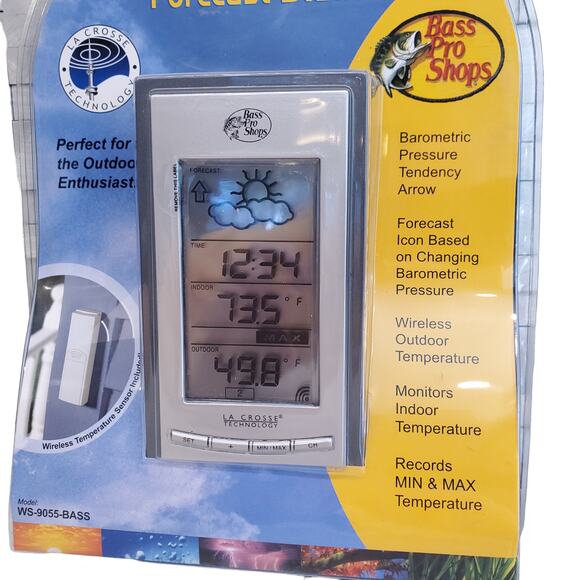 Forecast
LA CROSSE
TECHNOLOGY
Bass
Pro
Shops
Perfect for
the Outdoo
Enthusiast
Bass
Pro
Shops
REMOVE THIS LABEL
FORECAST:
TIME:
12:34
INDOOR
73.5°F
MAX
OUTDOOR
49.8°F
2
LA CROSSE®
TECHNOLOGY
SET
+
MIN / MAX
CH
Barometric
Pressure
Tendency
Arrow
Forecast
Icon Based
on Changing
Barometric
Pressure
Wireless
Outdoor
Temperature
Monitors
Indoor
Temperature
Records
MIN & MAX
Temperature
Wireless Temperature Sensor Included!
Model:
WS-9055-BASS